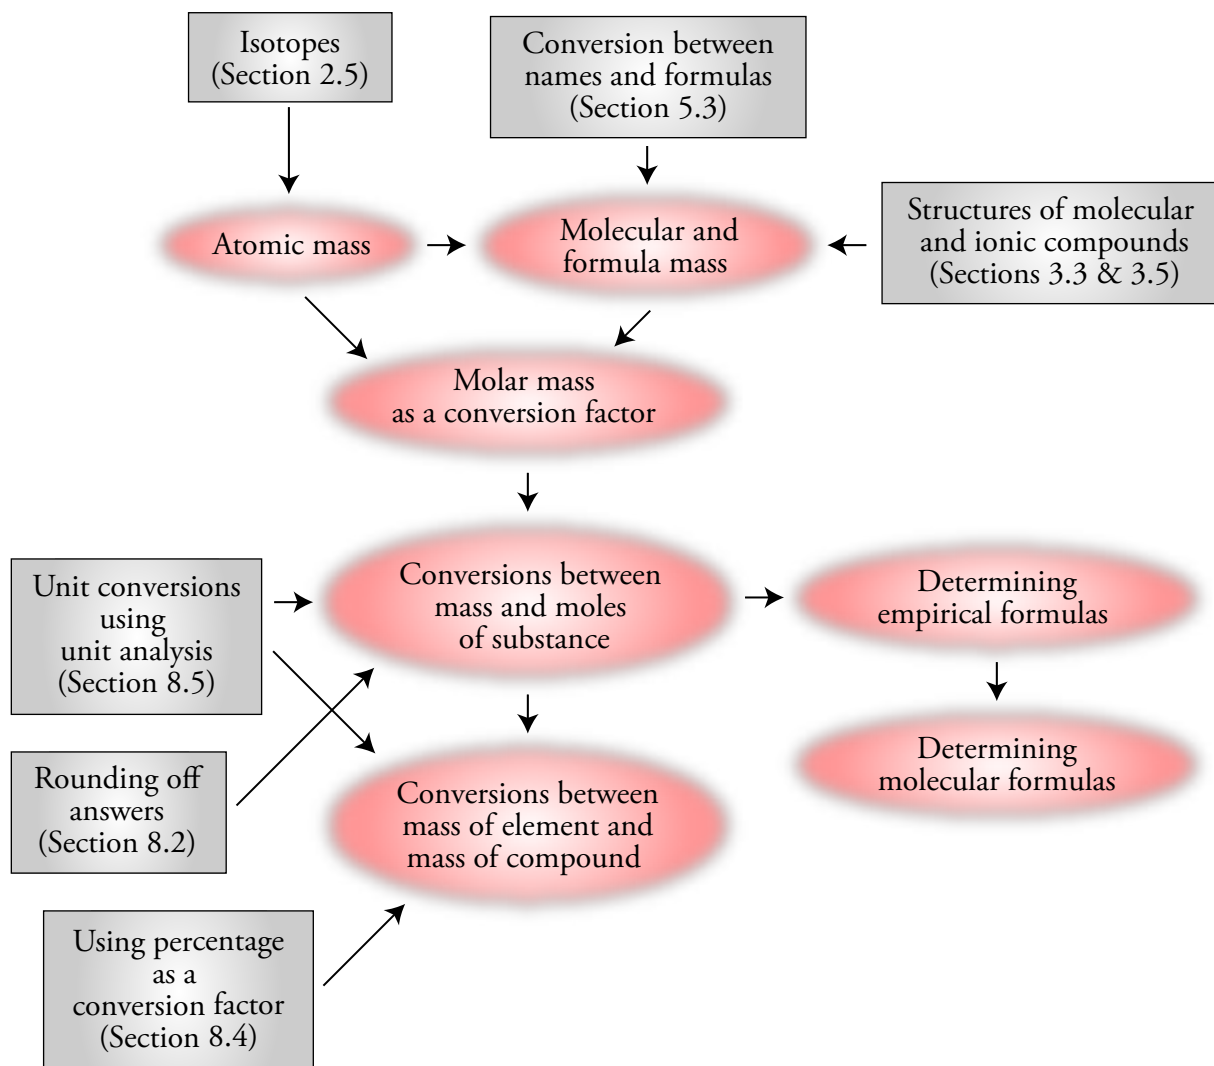 Isotopes
(Section 2.5)
Conversion between
names and formulas
(Section 5.3)
Atomic mass
Molecular and
formula mass
Structures of molecular
and ionic compounds
(Sections 3.3 & 3.5)
Molar mass
as a conversion factor
Unit conversions
using
unit analysis
(Section 8.5)
Conversions between
mass and moles
of substance
Determining
empirical formulas
Rounding off
answers
(Section 8.2)
Conversions between
mass of element and
mass of compound
Determining
molecular formulas
Using percentage
as a
conversion factor
(Section 8.4)